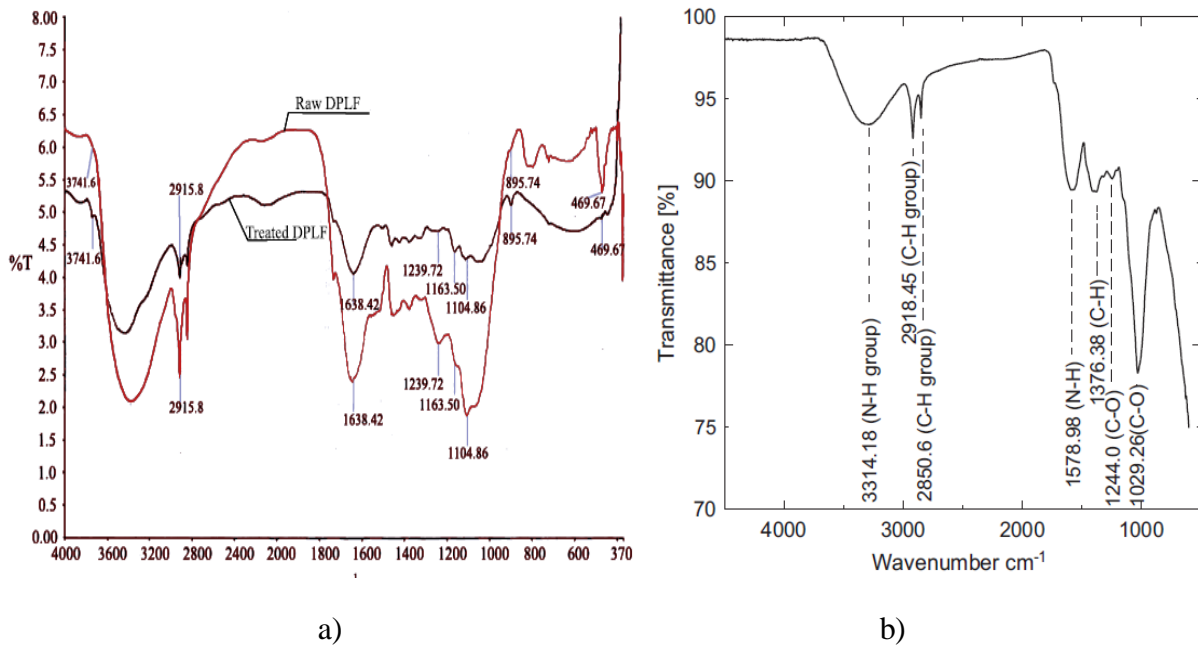 8.00
7.5
7.0
6.5
6.0
5.5
5.0
4.5
%T
4.0
3.5
3.0
2.5
2.0
1.5
1.0
0.5
0.00
4000 3600 3200 2800 2400 2000 1800 1600 1400 1200 1000 800 600 370
Raw DPLF
Treated DPLF
3741.6
3741.6
2915.8
2915.8
1638.42
1638.42
1239.72
1163.50
1104.86
1239.72
1163.50
1104.86
895.74
895.74
469.67
469.67
a)
b)
100
95
90
85
80
75
70
Transmittance [%]
3314.18 (N-H group)
2918.45 (C-H group)
2850.6 (C-H group)
1578.98 (N-H)
1376.38 (C-H)
1244.0 (C-O)
1029.26(C-O)
4000 3000 2000 1000
Wavenumber cm⁻¹
b)